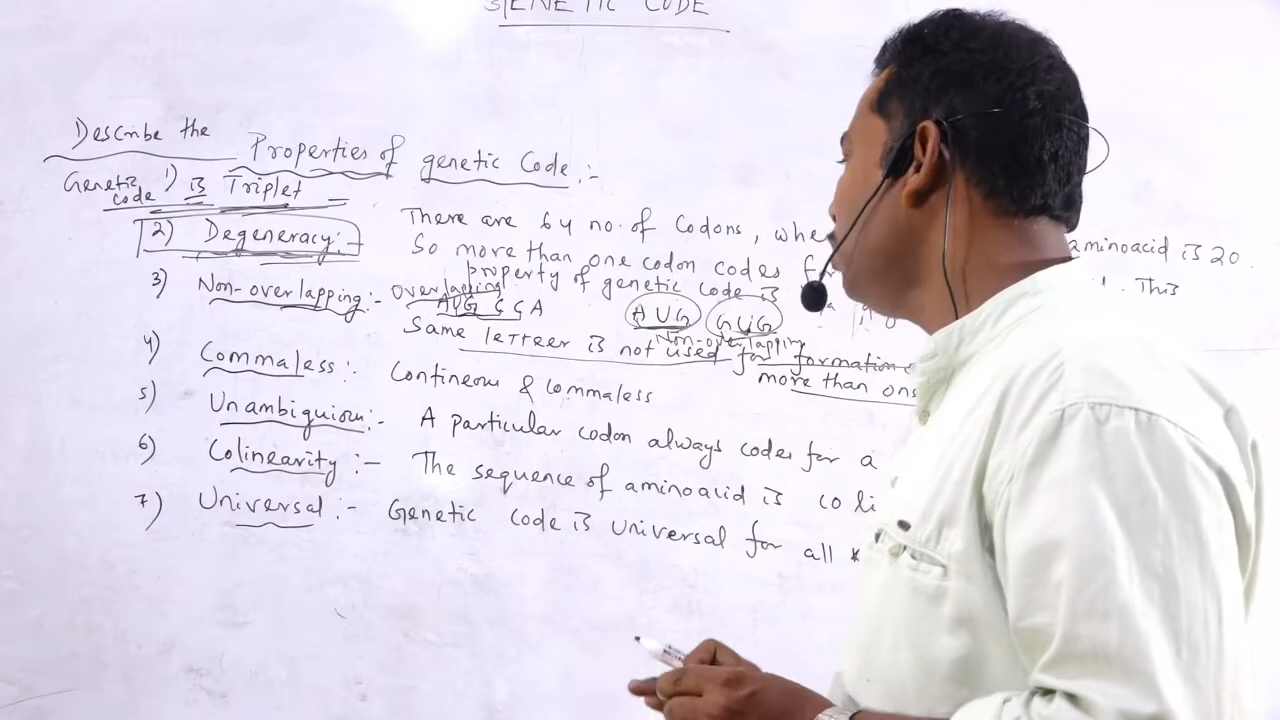 GENETIC CODE
Describe the Properties of genetic Code :-
Genetic code 1) is Triplet
2) Degeneracy:- There are 64 no. of Codons, aminoacid is 20.
So more than one codon codes . This
property of genetic code is
3) Non-overlapping:- overlapping
AUG CCA AUG GUG
Non-overlapping
Same letteer is not used for formation
more than one
4) Commaless:- Contineous & Commaless
5) Unambiguious:- A particular codon always codes for a
6) Colinearity:- The sequence of aminoacid is co li
7) Universal:- Genetic code is universal for all